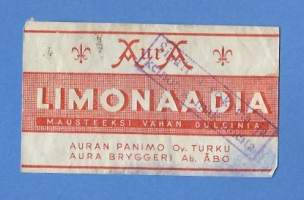 AURA
LIMONAADIA
MAUSTEEKSI VÄHÄN DULCINIA
AURAN PANIMO Oy. TURKU
AURA BRYGGERI Ab. ÅBO